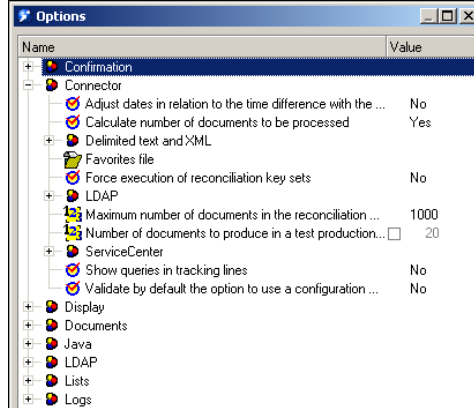 Options
Name Value
Confirmation
Connector
Adjust dates in relation to the time difference with the ... No
Calculate number of documents to be processed Yes
Delimited text and XML
Favorites file
Force execution of reconciliation key sets No
LDAP
Maximum number of documents in the reconciliation ... 1000
Number of documents to produce in a test production... 20
ServiceCenter
Show queries in tracking lines No
Validate by default the option to use a configuration ... No
Display
Documents
Java
LDAP
Lists
Logs